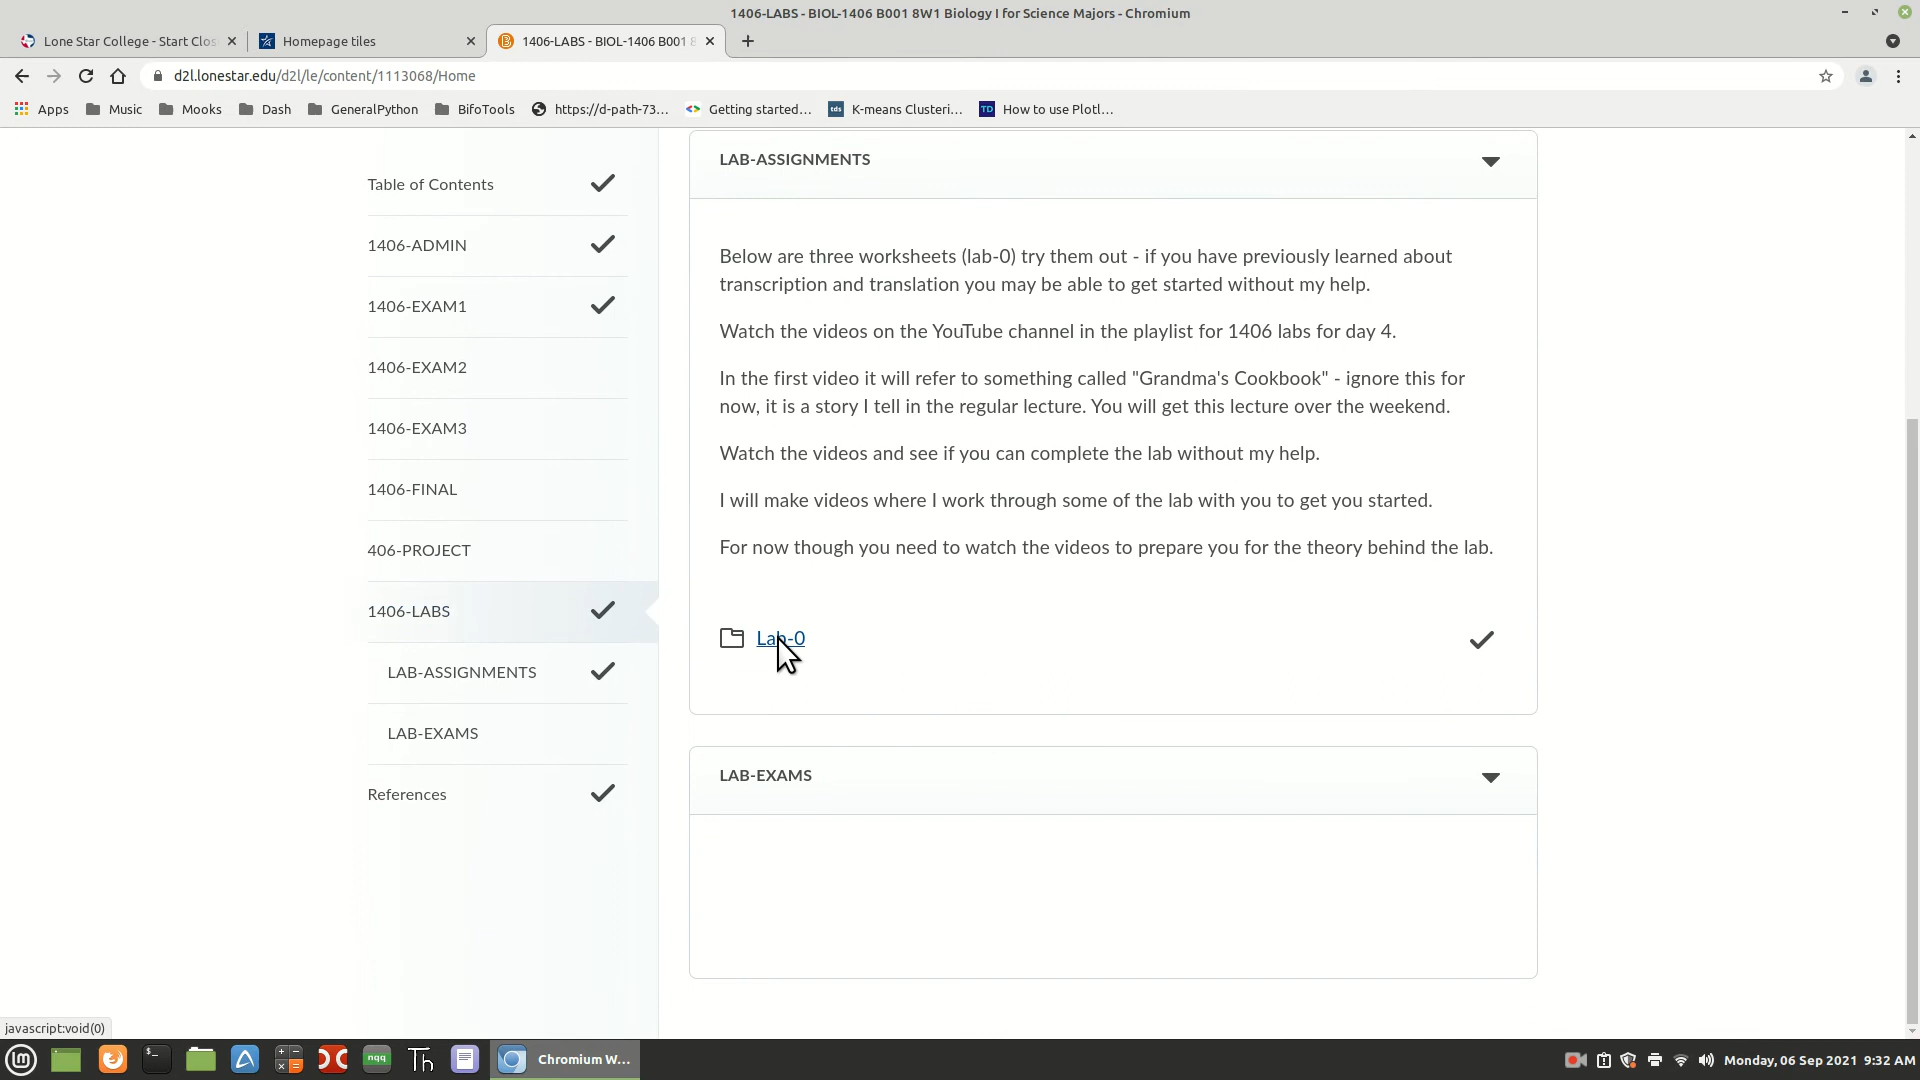 1406-LABS - BIOL-1406 B001 8W1 Biology I for Science Majors - Chromium
Lone Star College - Start Clos
Homepage tiles
1406-LABS - BIOL-1406 B001 8
d2l.lonestar.edu/d2l/le/content/1113068/Home
Apps Music Mooks Dash GeneralPython BifoTools https://d-path-73... Getting started... tds K-means Clusteri... TD How to use Plotl...
Table of Contents
1406-ADMIN
1406-EXAM1
1406-EXAM2
1406-EXAM3
1406-FINAL
406-PROJECT
1406-LABS
LAB-ASSIGNMENTS
LAB-EXAMS
References
LAB-ASSIGNMENTS
Below are three worksheets (lab-0) try them out - if you have previously learned about
transcription and translation you may be able to get started without my help.
Watch the videos on the YouTube channel in the playlist for 1406 labs for day 4.
In the first video it will refer to something called "Grandma's Cookbook" - ignore this for
now, it is a story I tell in the regular lecture. You will get this lecture over the weekend.
Watch the videos and see if you can complete the lab without my help.
I will make videos where I work through some of the lab with you to get you started.
For now though you need to watch the videos to prepare you for the theory behind the lab.
Lab-0
LAB-EXAMS
javascript:void(0)
nqq Th Chromium W... Monday, 06 Sep 2021 9:32 AM